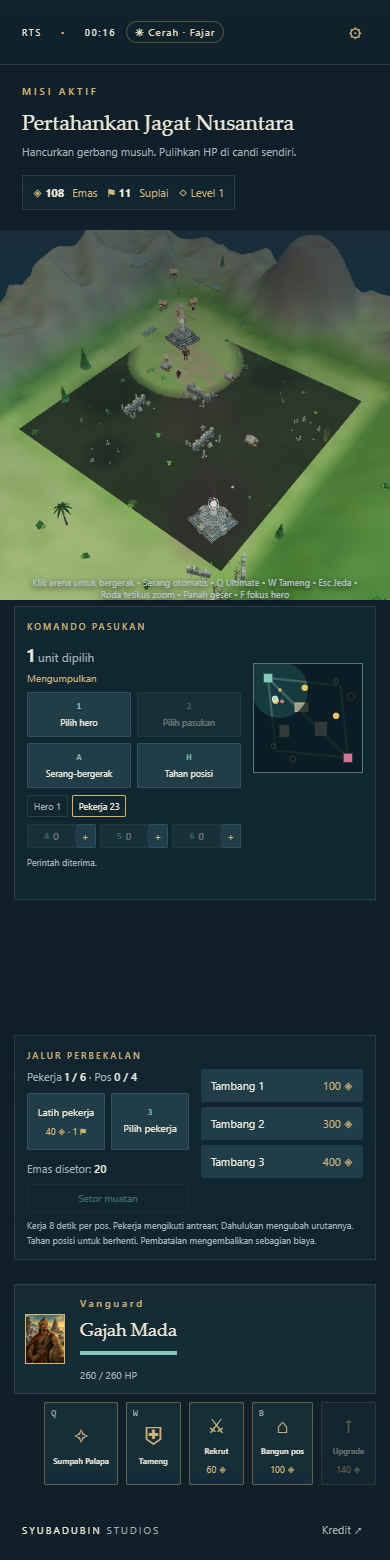 RTS • 00:16 ☀ Cerah · Fajar
MISI AKTIF
Pertahankan Jagat Nusantara
Hancurkan gerbang musuh. Pulihkan HP di candi sendiri.
◈ 108 Emas ⚑ 11 Suplai ◇ Level 1
Klik arena untuk bergerak • Serang otomatis • Q Ultimate • W Tameng • Esc Jeda •
Roda tetikus zoom • Panah geser • F fokus hero
KOMANDO PASUKAN
1 unit dipilih
Mengumpulkan
1
Pilih hero
2
Pilih pasukan
A
Serang-bergerak
H
Tahan posisi
Hero 1
Pekerja 23
4 0 +
5 0 +
6 0 +
Perintah diterima.
JALUR PERBEKALAN
Pekerja 1 / 6 · Pos 0 / 4
Latih pekerja
40 ◈ · 1 ⚑
3
Pilih pekerja
Tambang 1 100 ◈
Tambang 2 300 ◈
Tambang 3 400 ◈
Emas disetor: 20
Setor muatan
Kerja 8 detik per pos. Pekerja mengikuti antrean; Dahulukan mengubah urutannya.
Tahan posisi untuk berhenti. Pembatalan mengembalikan sebagian biaya.
Vanguard
Gajah Mada
260 / 260 HP
Q
Sumpah Palapa
W
Tameng
Rekrut
60 ◈
B
Bangun pos
100 ◈
Upgrade
140 ◈
SYUBADUBIN STUDIOS
Kredit ↗